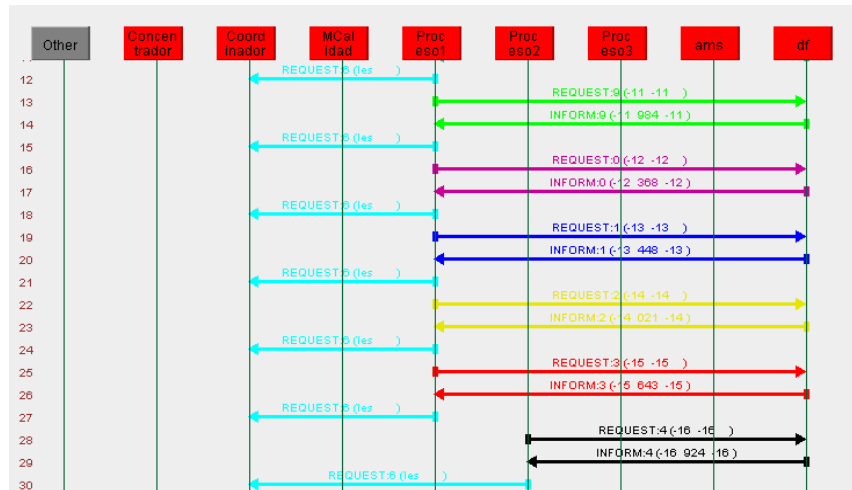 Other
Concen
trador
Coord
inador
MCal
idad
Proc
eso1
Proc
eso2
Proc
eso3
ams
df
12 REQUEST:6 (les )
13 REQUEST:9 (-11 -11 )
14 INFORM:9 (-11 984 -11)
15 REQUEST:6 (les )
16 REQUEST:0 (-12 -12 )
17 INFORM:0 (-12 368 -12)
18 REQUEST:6 (les )
19 REQUEST:1 (-13 -13 )
20 INFORM:1 (-13 448 -13)
21 REQUEST:6 (les )
22 REQUEST:2 (-14 -14 )
23 INFORM:2 (-14 021 -14)
24 REQUEST:6 (les )
25 REQUEST:3 (-15 -15 )
26 INFORM:3 (-15 643 -15)
27 REQUEST:6 (les )
28 REQUEST:4 (-16 -16 )
29 INFORM:4 (-16 924 -16)
30 REQUEST:6 (les )